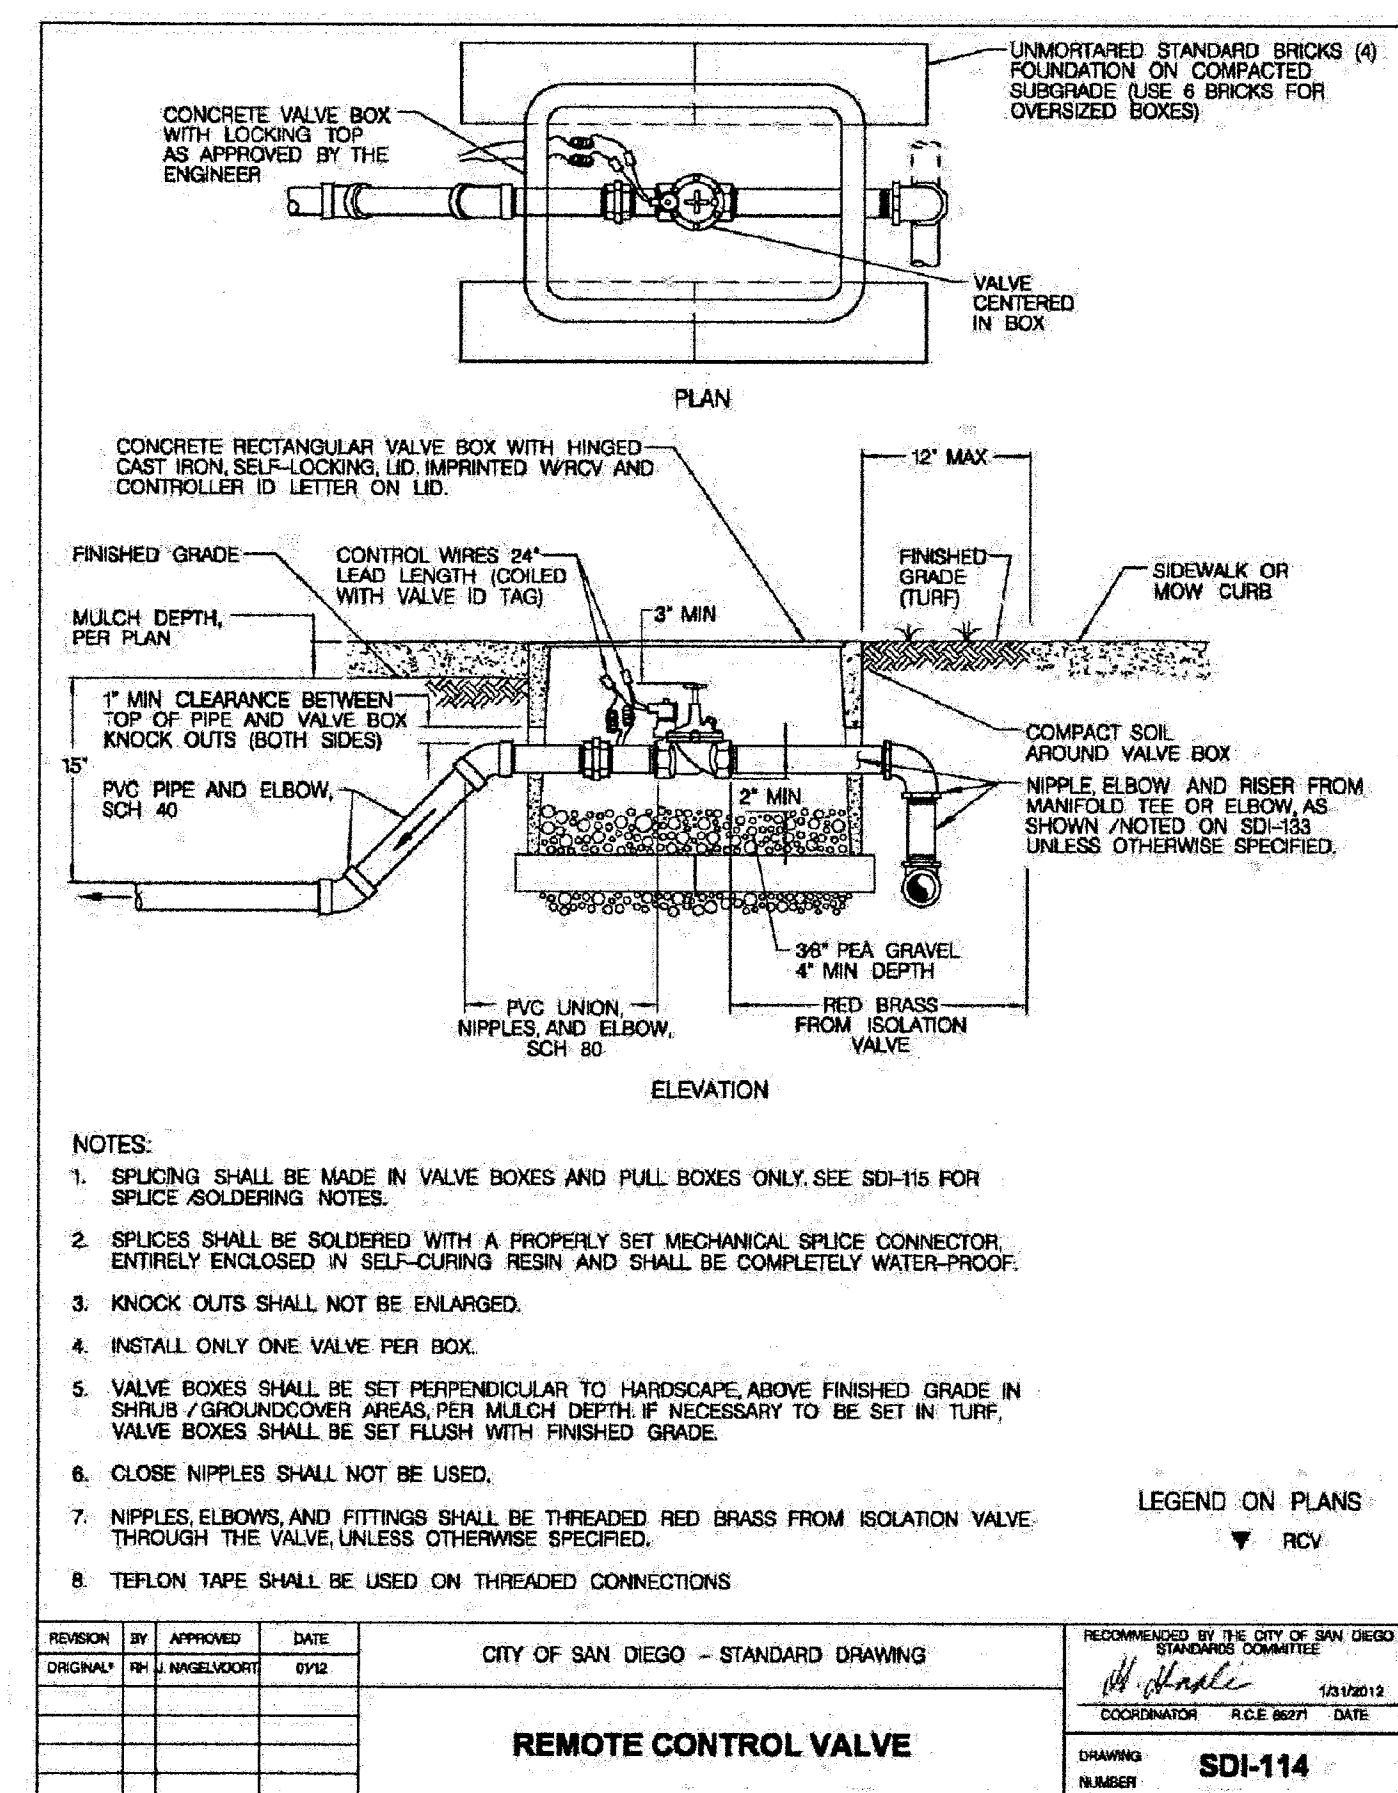 UNMORTARED STANDARD BRICKS (4)
FOUNDATION ON COMPACTED
SUBGRADE (USE 6 BRICKS FOR
OVERSIZED BOXES)
CONCRETE VALVE BOX
WITH LOCKING TOP
AS APPROVED BY THE
ENGINEER
VALVE
CENTERED
IN BOX
PLAN
CONCRETE RECTANGULAR VALVE BOX WITH HINGED
CAST IRON, SELF-LOCKING, LID. IMPRINTED W/RCV AND
CONTROLLER ID LETTER ON LID.
12" MAX
FINISHED GRADE
CONTROL WIRES 24"
LEAD LENGTH (COILED
WITH VALVE ID TAG)
FINISHED
GRADE
(TURF)
SIDEWALK OR
MOW CURB
MULCH DEPTH,
PER PLAN
3" MIN
1" MIN CLEARANCE BETWEEN
TOP OF PIPE AND VALVE BOX
KNOCK OUTS (BOTH SIDES)
COMPACT SOIL
AROUND VALVE BOX
15"
PVC PIPE AND ELBOW,
SCH 40
2" MIN
NIPPLE, ELBOW AND RISER FROM
MANIFOLD TEE OR ELBOW, AS
SHOWN /NOTED ON SDI-133
UNLESS OTHERWISE SPECIFIED.
3/8" PEA GRAVEL
4" MIN DEPTH
PVC UNION,
NIPPLES, AND ELBOW,
SCH 80
RED BRASS
FROM ISOLATION
VALVE
ELEVATION
NOTES:
1. SPLICING SHALL BE MADE IN VALVE BOXES AND PULL BOXES ONLY. SEE SDI-115 FOR
SPLICE /SOLDERING NOTES.
2. SPLICES SHALL BE SOLDERED WITH A PROPERLY SET MECHANICAL SPLICE CONNECTOR,
ENTIRELY ENCLOSED IN SELF-CURING RESIN AND SHALL BE COMPLETELY WATER-PROOF.
3. KNOCK OUTS SHALL NOT BE ENLARGED.
4. INSTALL ONLY ONE VALVE PER BOX.
5. VALVE BOXES SHALL BE SET PERPENDICULAR TO HARDSCAPE, ABOVE FINISHED GRADE IN
SHRUB / GROUNDCOVER AREAS, PER MULCH DEPTH. IF NECESSARY TO BE SET IN TURF,
VALVE BOXES SHALL BE SET FLUSH WITH FINISHED GRADE.
6. CLOSE NIPPLES SHALL NOT BE USED.
7. NIPPLES, ELBOWS, AND FITTINGS SHALL BE THREADED RED BRASS FROM ISOLATION VALVE
THROUGH THE VALVE, UNLESS OTHERWISE SPECIFIED.
8. TEFLON TAPE SHALL BE USED ON THREADED CONNECTIONS
LEGEND ON PLANS
▼ RCV
REVISION BY APPROVED DATE
ORIGINAL* RH J. NAGELVOORT 01/12
CITY OF SAN DIEGO - STANDARD DRAWING
REMOTE CONTROL VALVE
RECOMMENDED BY THE CITY OF SAN DIEGO
STANDARDS COMMITTEE
1/31/2012
COORDINATOR R.C.E. DATE
DRAWING
NUMBER
SDI-114